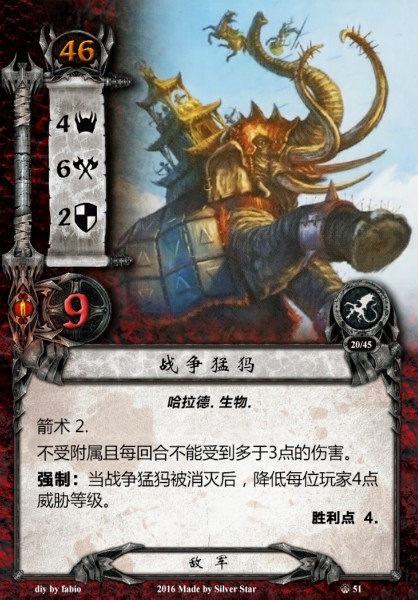 46
4
6
2
9
20/45
战争猛犸
哈拉德.生物.
箭术 2.
不受附属且每回合不能受到多于3点的伤害。
强制：当战争猛犸被消灭后，降低每位玩家4点
威胁等级。
胜利点 4.
敌军
diy by fabio
2016 Made by Silver Star
51